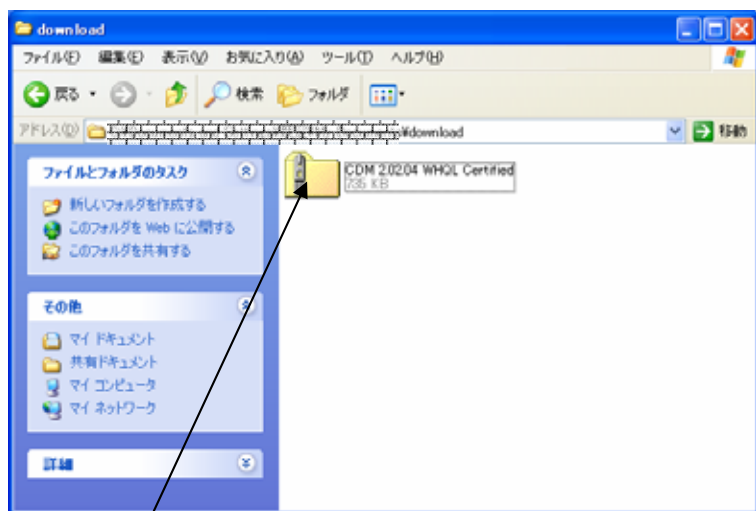 download
ファイル(F) 編集(E) 表示(V) お気に入り(A) ツール(T) ヘルプ(H)
戻る 検索 フォルダ
アドレス(D) ¥download 移動
ファイルとフォルダのタスク
新しいフォルダを作成する
このフォルダを Web に公開する
このフォルダを共有する
その他
マイ ドキュメント
共有ドキュメント
マイ コンピュータ
マイ ネットワーク
詳細
CDM 2.02.04 WHQL Certified
735 KB